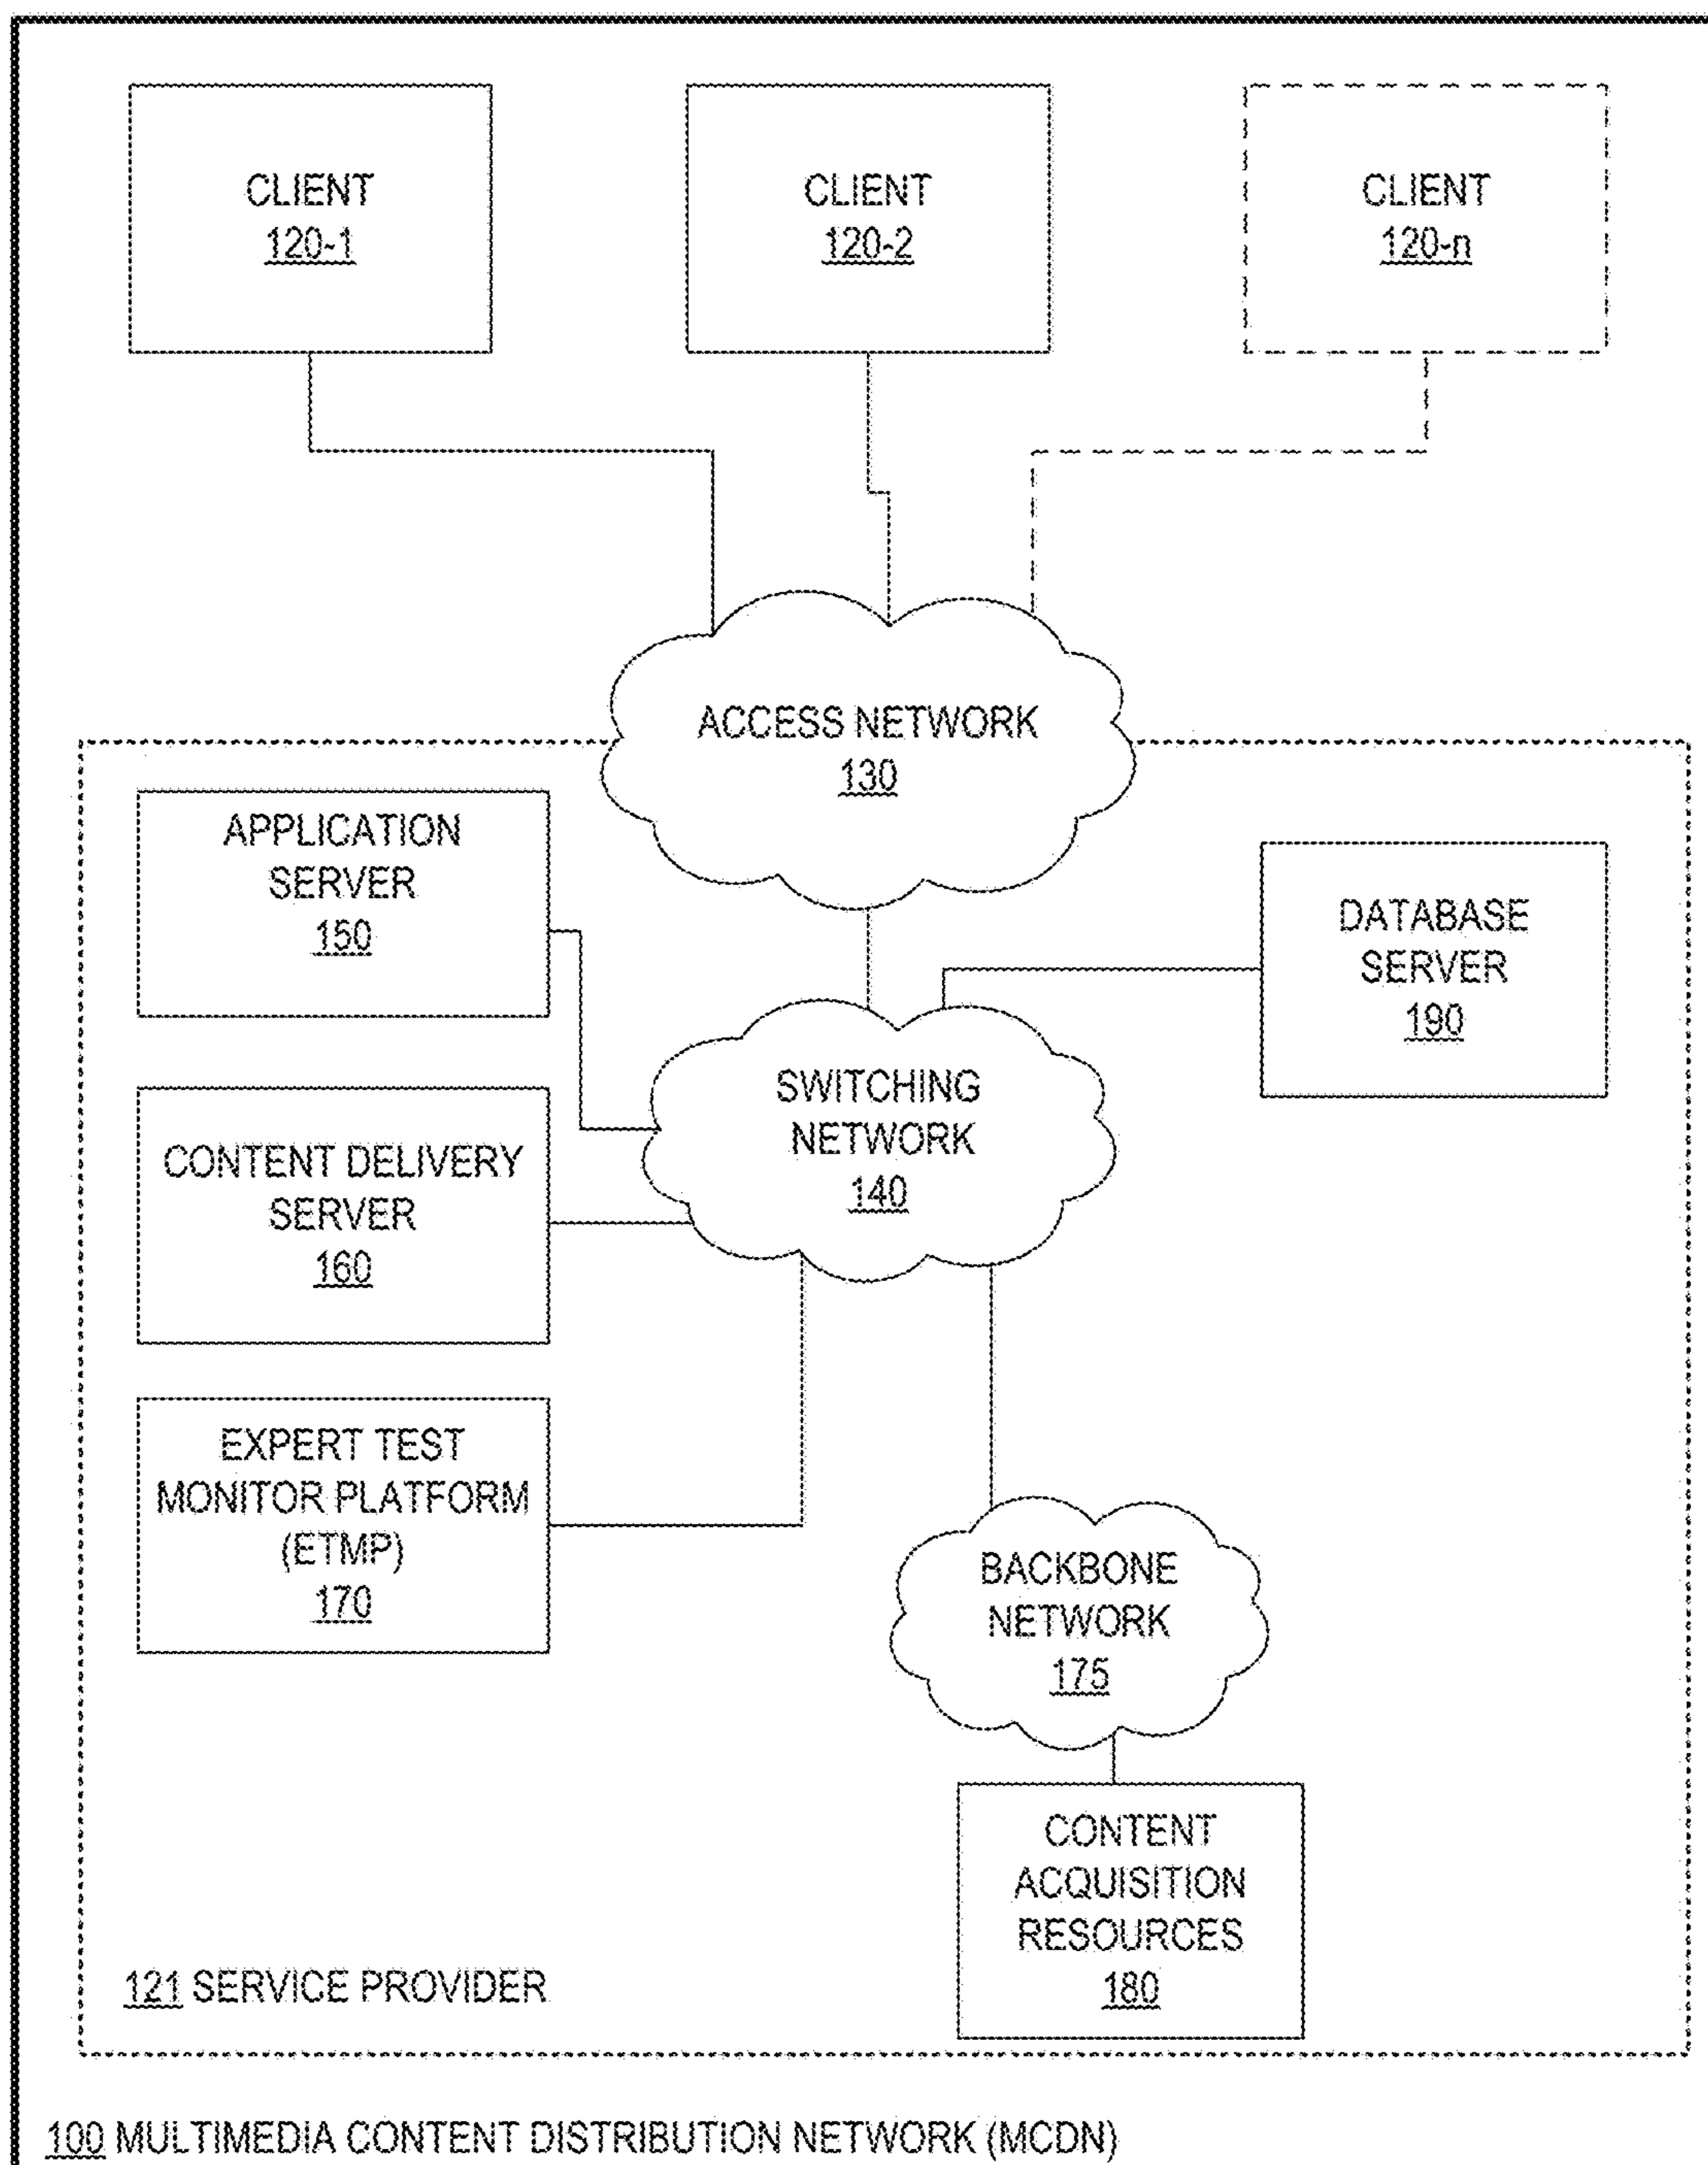 CLIENT
120-1
CLIENT
120-2
CLIENT
120-n
ACCESS NETWORK
130
APPLICATION
SERVER
150
DATABASE
SERVER
190
SWITCHING
NETWORK
140
CONTENT DELIVERY
SERVER
160
EXPERT TEST
MONITOR PLATFORM
(ETMP)
170
BACKBONE
NETWORK
175
CONTENT
ACQUISITION
RESOURCES
180
121 SERVICE PROVIDER
100 MULTIMEDIA CONTENT DISTRIBUTION NETWORK (MCDN)